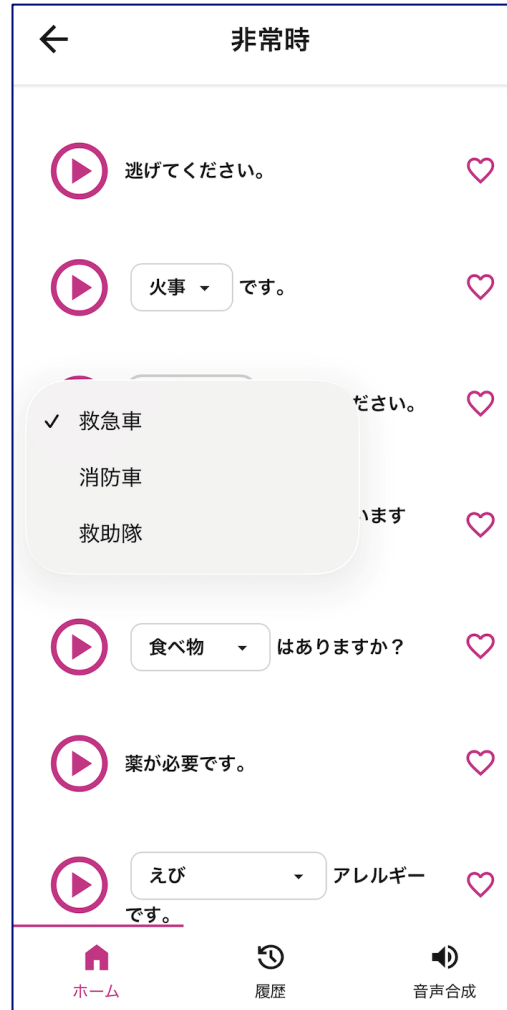 非常時
逃げてください。
火事 です。
ださい。
救急車
消防車
救助隊
います
食べ物 はありますか？
薬が必要です。
えび アレルギー
です。
ホーム 履歴 音声合成